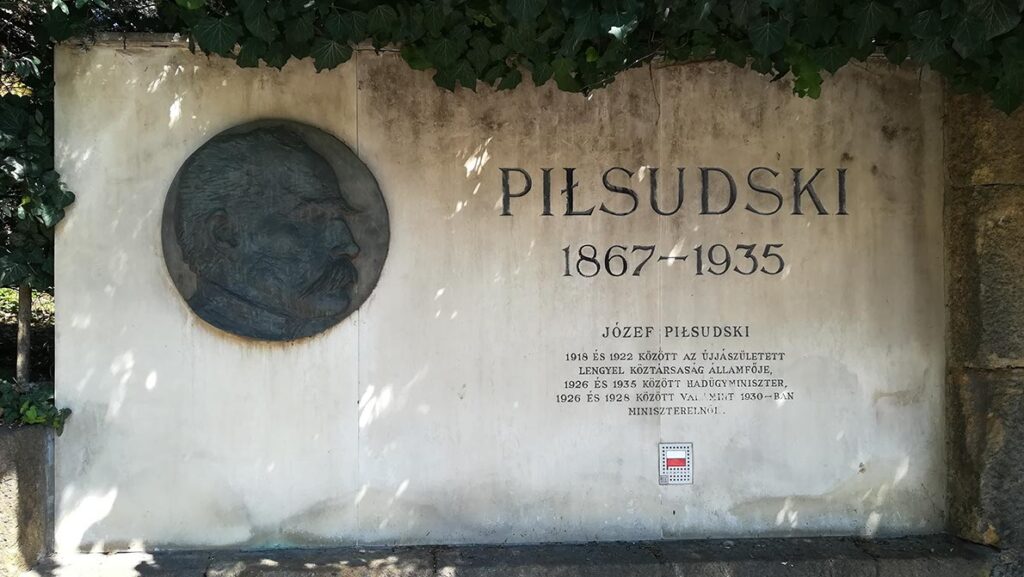 PIŁSUDSKI
1867–1935
JÓZEF PIŁSUDSKI
1918 ÉS 1922 KÖZÖTT AZ ÚJJÁSZÜLETETT
LENGYEL KÖZTÁRSASÁG ÁLLAMFŐJE,
1926 ÉS 1935 KÖZÖTT HADÜGYMINISZTER,
1926 ÉS 1928 KÖZÖTT VALAMINT 1930–BAN